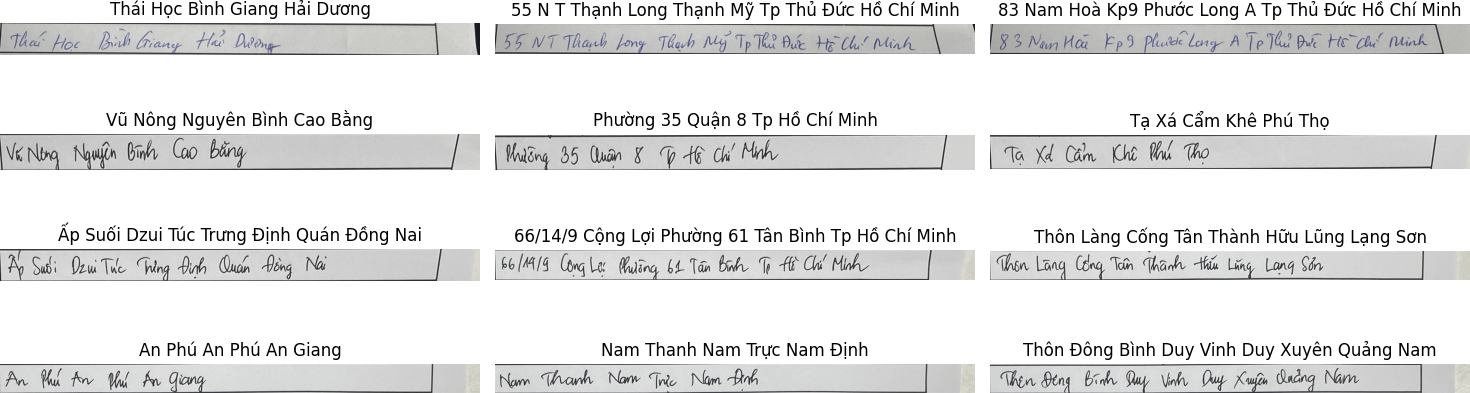 Thái Học Bình Giang Hải Dương
Thái Học Bình Giang Hải Dương
55 N T Thạnh Long Thạnh Mỹ Tp Thủ Đức Hồ Chí Minh
55 N T Thạnh Long Thạnh Mỹ Tp Thủ Đức Hồ Chí Minh
83 Nam Hoà Kp9 Phước Long A Tp Thủ Đức Hồ Chí Minh
83 Nam Hoà Kp9 Phước Long A Tp Thủ Đức Hồ Chí Minh
Vũ Nông Nguyên Bình Cao Bằng
Vũ Nông Nguyên Bình Cao Bằng
Phường 35 Quận 8 Tp Hồ Chí Minh
Phường 35 Quận 8 Tp Hồ Chí Minh
Tạ Xá Cẩm Khê Phú Thọ
Tạ Xá Cẩm Khê Phú Thọ
Ấp Suối Dzui Túc Trưng Định Quán Đồng Nai
Ấp Suối Dzui Túc Trưng Định Quán Đồng Nai
66/14/9 Cộng Lợi Phường 61 Tân Bình Tp Hồ Chí Minh
66/14/9 Cộng Lợi Phường 61 Tân Bình Tp Hồ Chí Minh
Thôn Làng Cống Tân Thành Hữu Lũng Lạng Sơn
Thôn Làng Cống Tân Thành Hữu Lũng Lạng Sơn
An Phú An Phú An Giang
An Phú An Phú An Giang
Nam Thanh Nam Trực Nam Định
Nam Thanh Nam Trực Nam Định
Thôn Đông Bình Duy Vinh Duy Xuyên Quảng Nam
Thôn Đông Bình Duy Vinh Duy Xuyên Quảng Nam